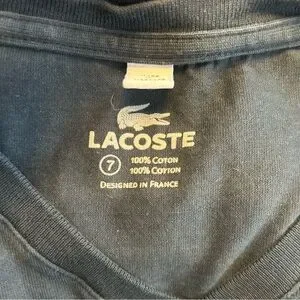 LACOSTE
7 100% COTON
100% COTTON
DESIGNED IN FRANCE